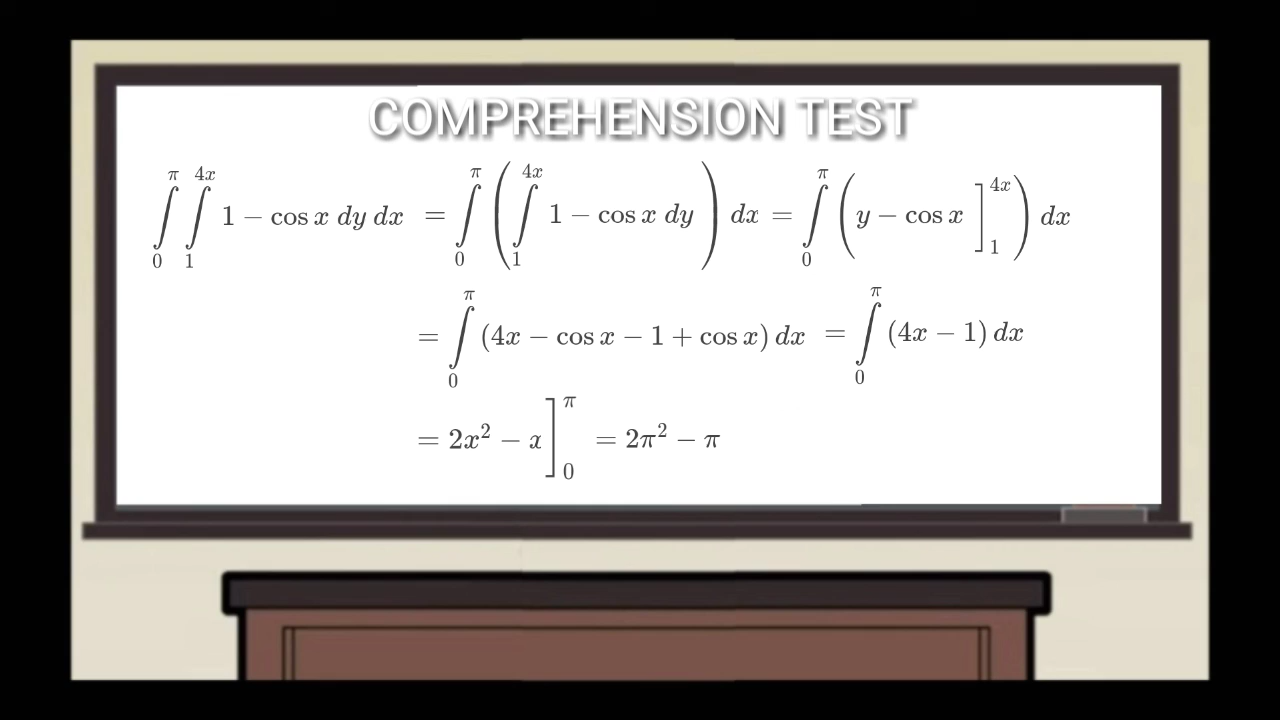 COMPREHENSION TEST
∫₀^π ∫₁^{4x} 1 − cos x dy dx = ∫₀^π ( ∫₁^{4x} 1 − cos x dy ) dx = ∫₀^π ( y − cos x ]₁^{4x} ) dx
= ∫₀^π (4x − cos x − 1 + cos x) dx = ∫₀^π (4x − 1) dx
= 2x² − x ]₀^π = 2π² − π